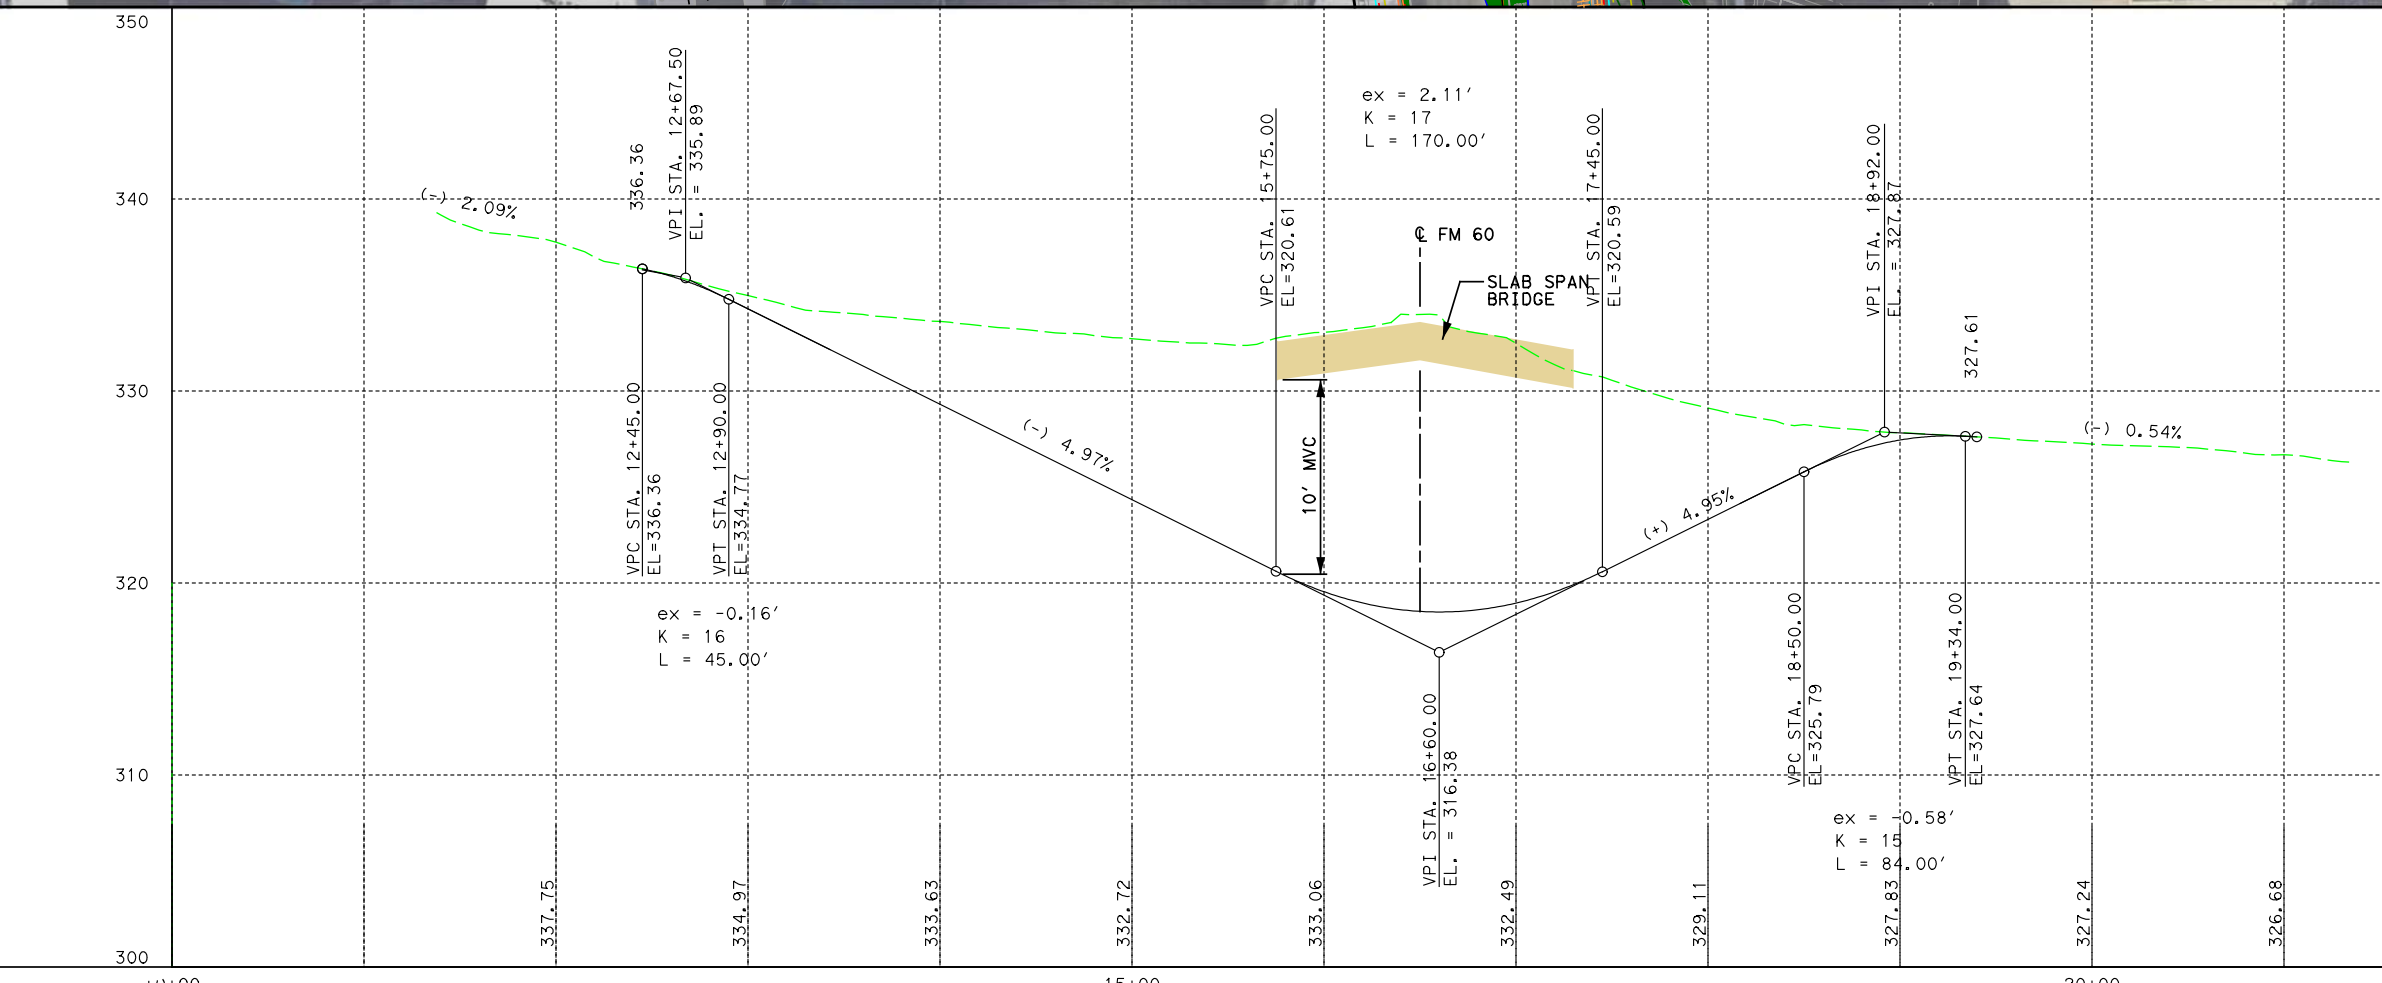 350
340
330
320
310
300
(-) 2.09%
336.36
VPI STA. 12+67.50
EL. = 335.89
VPC STA. 12+45.00
EL=336.36
VPT STA. 12+90.00
EL=334.77
ex = -0.16'
K = 16
L = 45.00'
(-) 4.97%
VPC STA. 15+75.00
EL=320.61
ex = 2.11'
K = 17
L = 170.00'
℄ FM 60
SLAB SPAN
BRIDGE
10' MVC
VPT STA. 17+45.00
EL=320.59
VPI STA. 16+60.00
EL. = 316.38
(+) 4.95%
VPI STA. 18+92.00
EL. = 327.87
327.61
(-) 0.54%
VPC STA. 18+50.00
EL=325.79
VPT STA. 19+34.00
EL=327.64
ex = -0.58'
K = 15
L = 84.00'
337.75
334.97
333.63
332.72
333.06
332.49
329.11
327.83
327.24
326.68
15+00
20+00